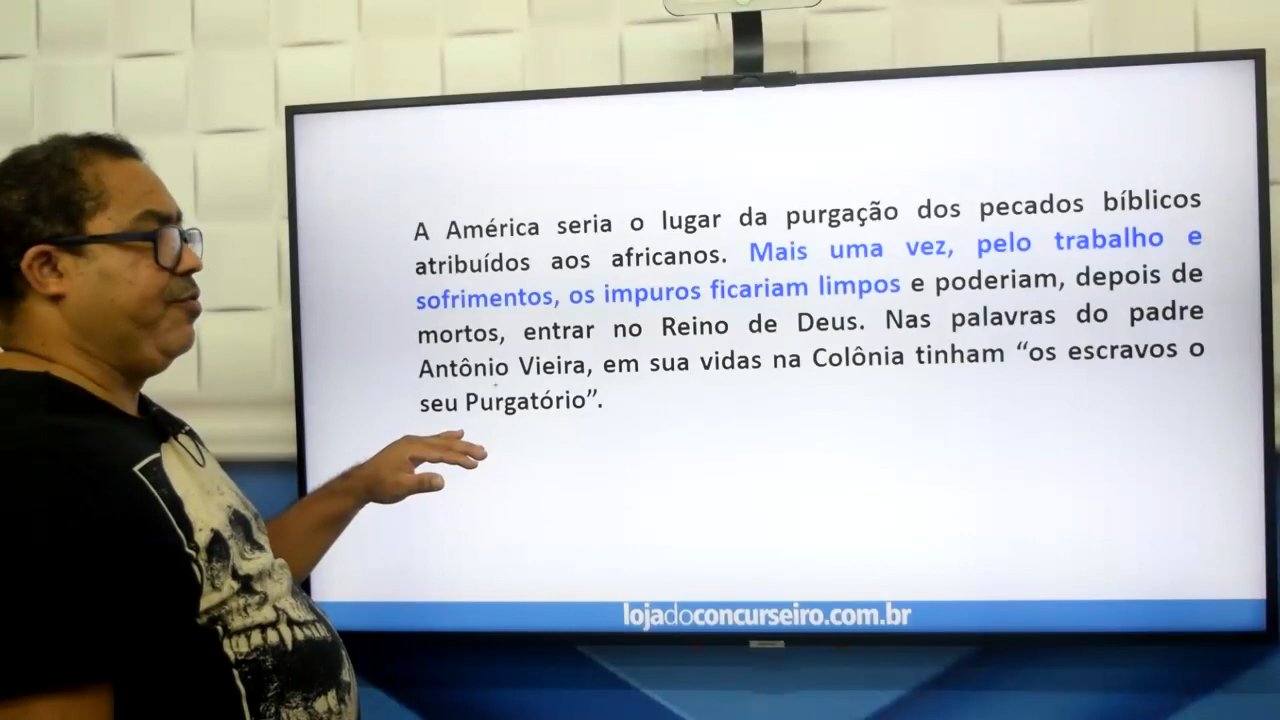 A América seria o lugar da purgação dos pecados bíblicos
atribuídos aos africanos. Mais uma vez, pelo trabalho e
sofrimentos, os impuros ficariam limpos e poderiam, depois de
mortos, entrar no Reino de Deus. Nas palavras do padre
Antônio Vieira, em sua vidas na Colônia tinham “os escravos o
seu Purgatório”.
lojadoconcurseiro.com.br